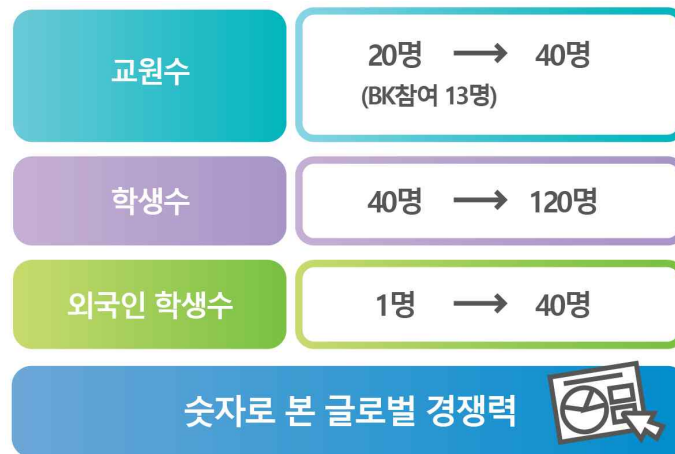 교원수
20명 → 40명
(BK참여 13명)
학생수
40명 → 120명
외국인 학생수
1명 → 40명
숫자로 본 글로벌 경쟁력